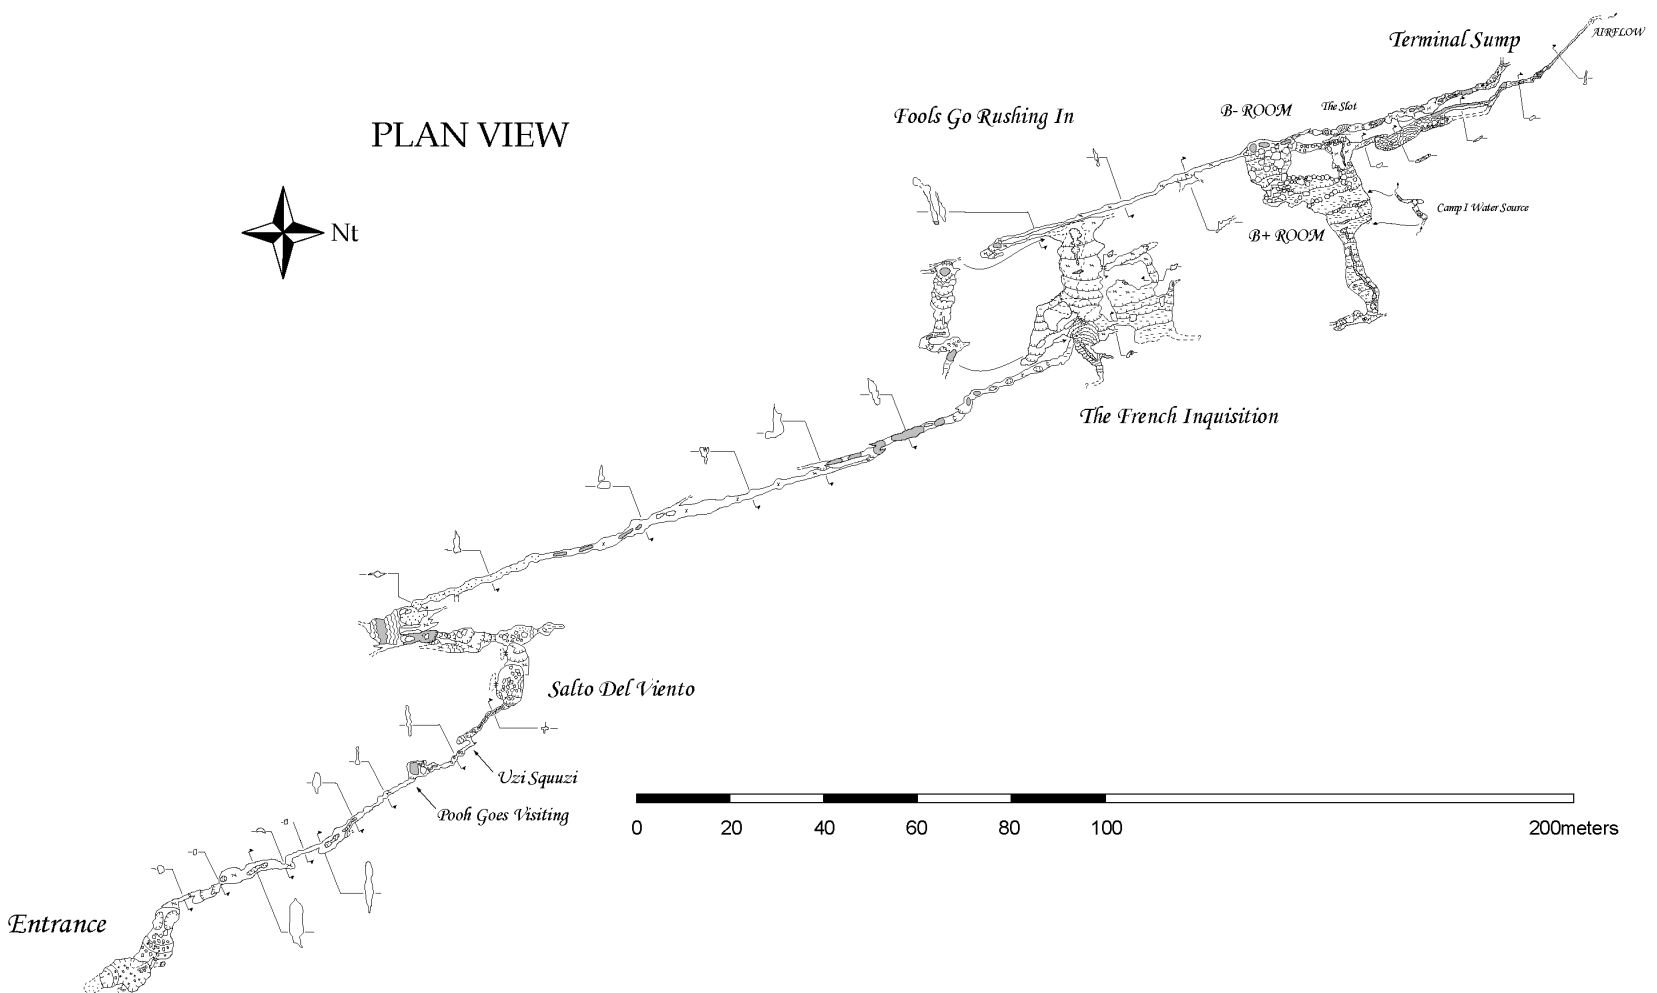 Terminal Sump
AIRFLOW
PLAN VIEW
Fools Go Rushing In
B- ROOM
The Slot
Nt
Camp I Water Source
B+ ROOM
The French Inquisition
Salto Del Viento
Uzi Squuzi
Pooh Goes Visiting
0 20 40 60 80 100 200meters
Entrance